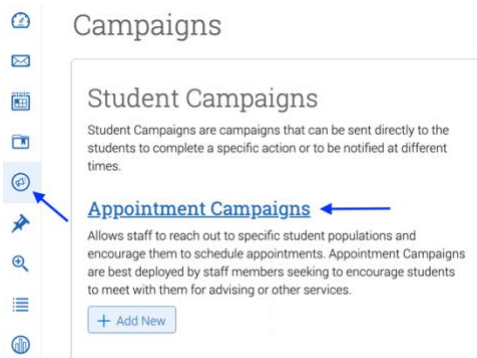 Campaigns
Student Campaigns
Student Campaigns are campaigns that can be sent directly to the
students to complete a specific action or to be notified at different
times.
Appointment Campaigns
Allows staff to reach out to specific student populations and
encourage them to schedule appointments. Appointment Campaigns
are best deployed by staff members seeking to encourage students
to meet with them for advising or other services.
+ Add New